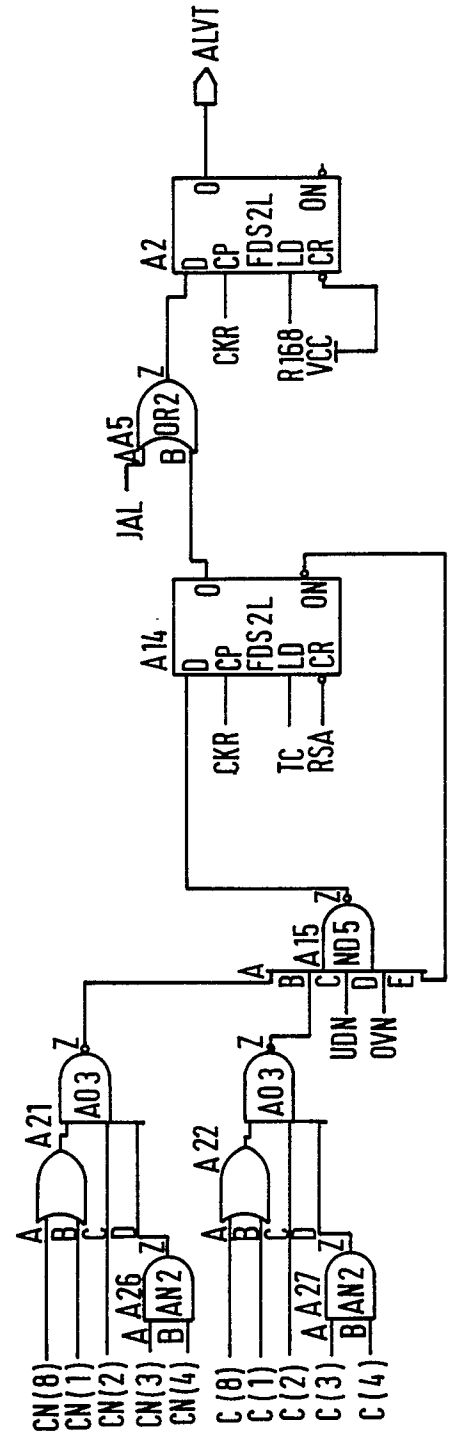 CN(8)
CN(1)
CN(2)
CN(3)
CN(4)
A
B
C
D
A21
AO3
Z
A
B
A26
AN2
Z
C(8)
C(1)
C(2)
C(3)
C(4)
A
B
C
D
A22
AO3
Z
A
B
A27
AN2
Z
A
B
C
D
E
UDN
OVN
A15
ND5
Z
A14
D
CP
FDS2L
LD
CR
O
ON
CKR
TC
RSA
JAL
A
B
A5
OR2
Z
A2
D
CP
FDS2L
LD
CR
O
ON
CKR
R168
VCC
ALVT